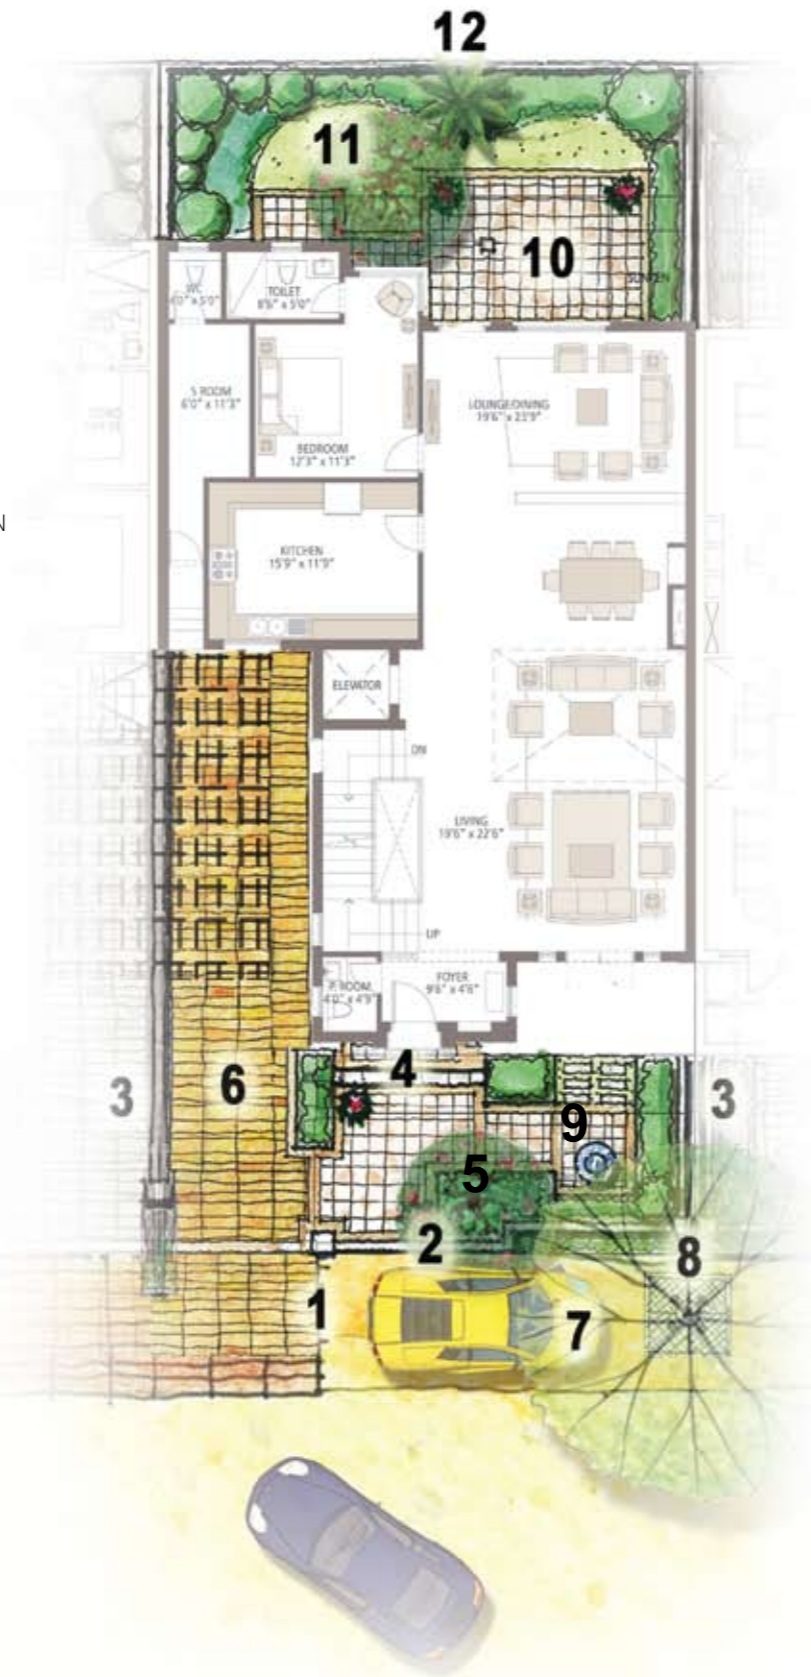 12
11
10
SUNKEN
WC
4'0" x 5'0"
TOILET
8'6" x 5'0"
S ROOM
6'0" x 11'3"
LOUNGE/DINING
19'6" x 23'9"
BEDROOM
12'3" x 11'3"
N
KITCHEN
15'9" x 11'9"
ELEVATOR
DN
LIVING
19'6" x 22'6"
UP
P. ROOM
4'0" x 4'9"
FOYER
9'6" x 4'6"
4
3
6
9
3
5
2
8
1
7